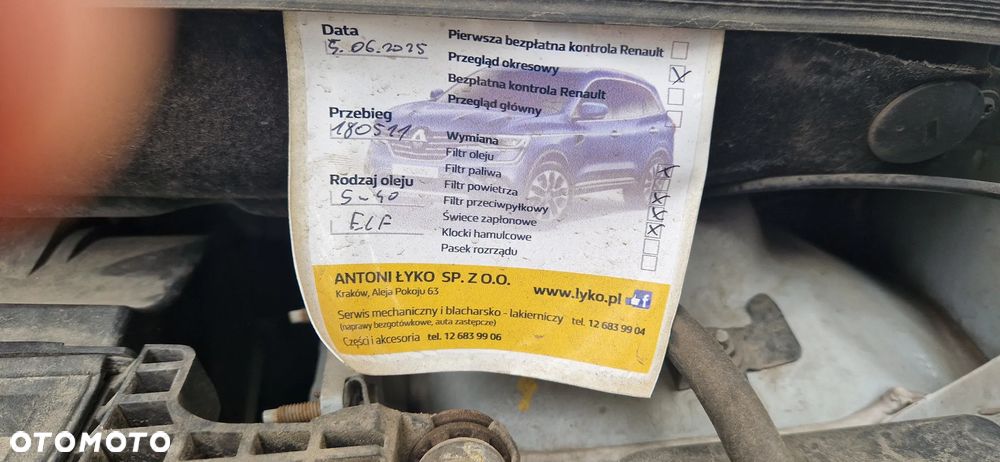 Data
5.06.2025
Pierwsza bezpłatna kontrola Renault
Przegląd okresowy
Bezpłatna kontrola Renault
Przegląd główny
Przebieg
180511
Wymiana
Filtr oleju
Filtr paliwa
Filtr powietrza
Filtr przeciwpyłkowy
Świece zapłonowe
Klocki hamulcowe
Pasek rozrządu
Rodzaj oleju
5-40
ELF
ANTONI ŁYKO SP. Z O.O.
Kraków, Aleja Pokoju 63
www.lyko.pl f
Serwis mechaniczny i blacharsko - lakierniczy tel. 12 683 99 04
(naprawy bezgotówkowe, auta zastępcze)
Części i akcesoria tel. 12 683 99 06
OTOMOTO